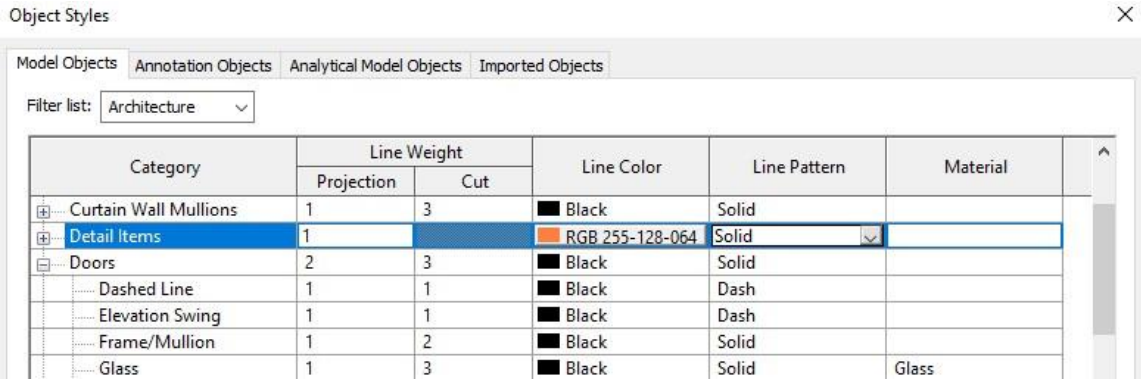 Object Styles
Model Objects Annotation Objects Analytical Model Objects Imported Objects
Filter list: Architecture
Category Line Weight Line Color Line Pattern Material
Projection Cut
Curtain Wall Mullions 1 3 Black Solid
Detail Items 1 RGB 255-128-064 Solid
Doors 2 3 Black Solid
Dashed Line 1 1 Black Dash
Elevation Swing 1 1 Black Dash
Frame/Mullion 1 2 Black Solid
Glass 1 3 Black Solid Glass